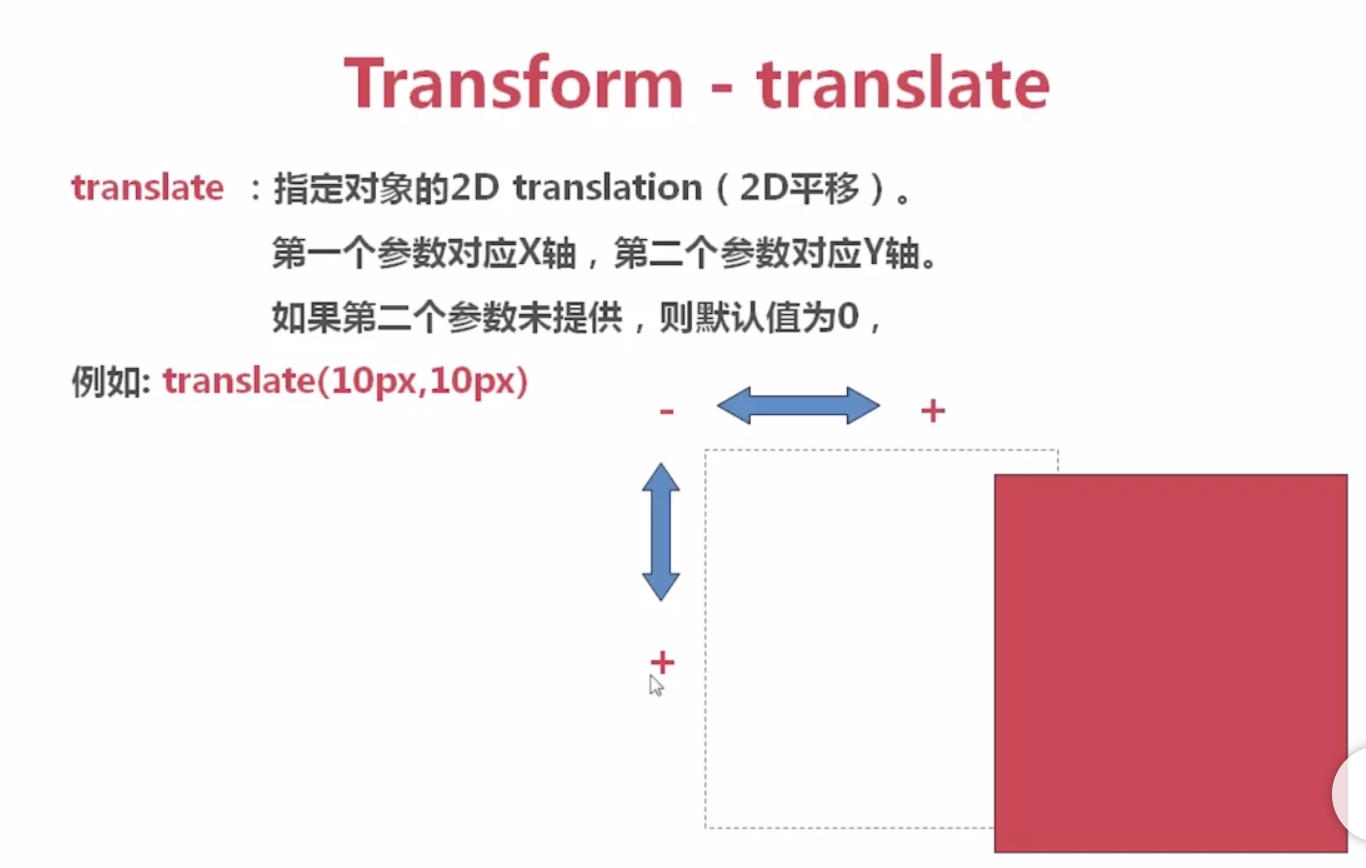 Transform - translate
translate ：指定对象的2D translation（2D平移）。
第一个参数对应X轴，第二个参数对应Y轴。
如果第二个参数未提供，则默认值为0，
例如: translate(10px,10px)
- +
+